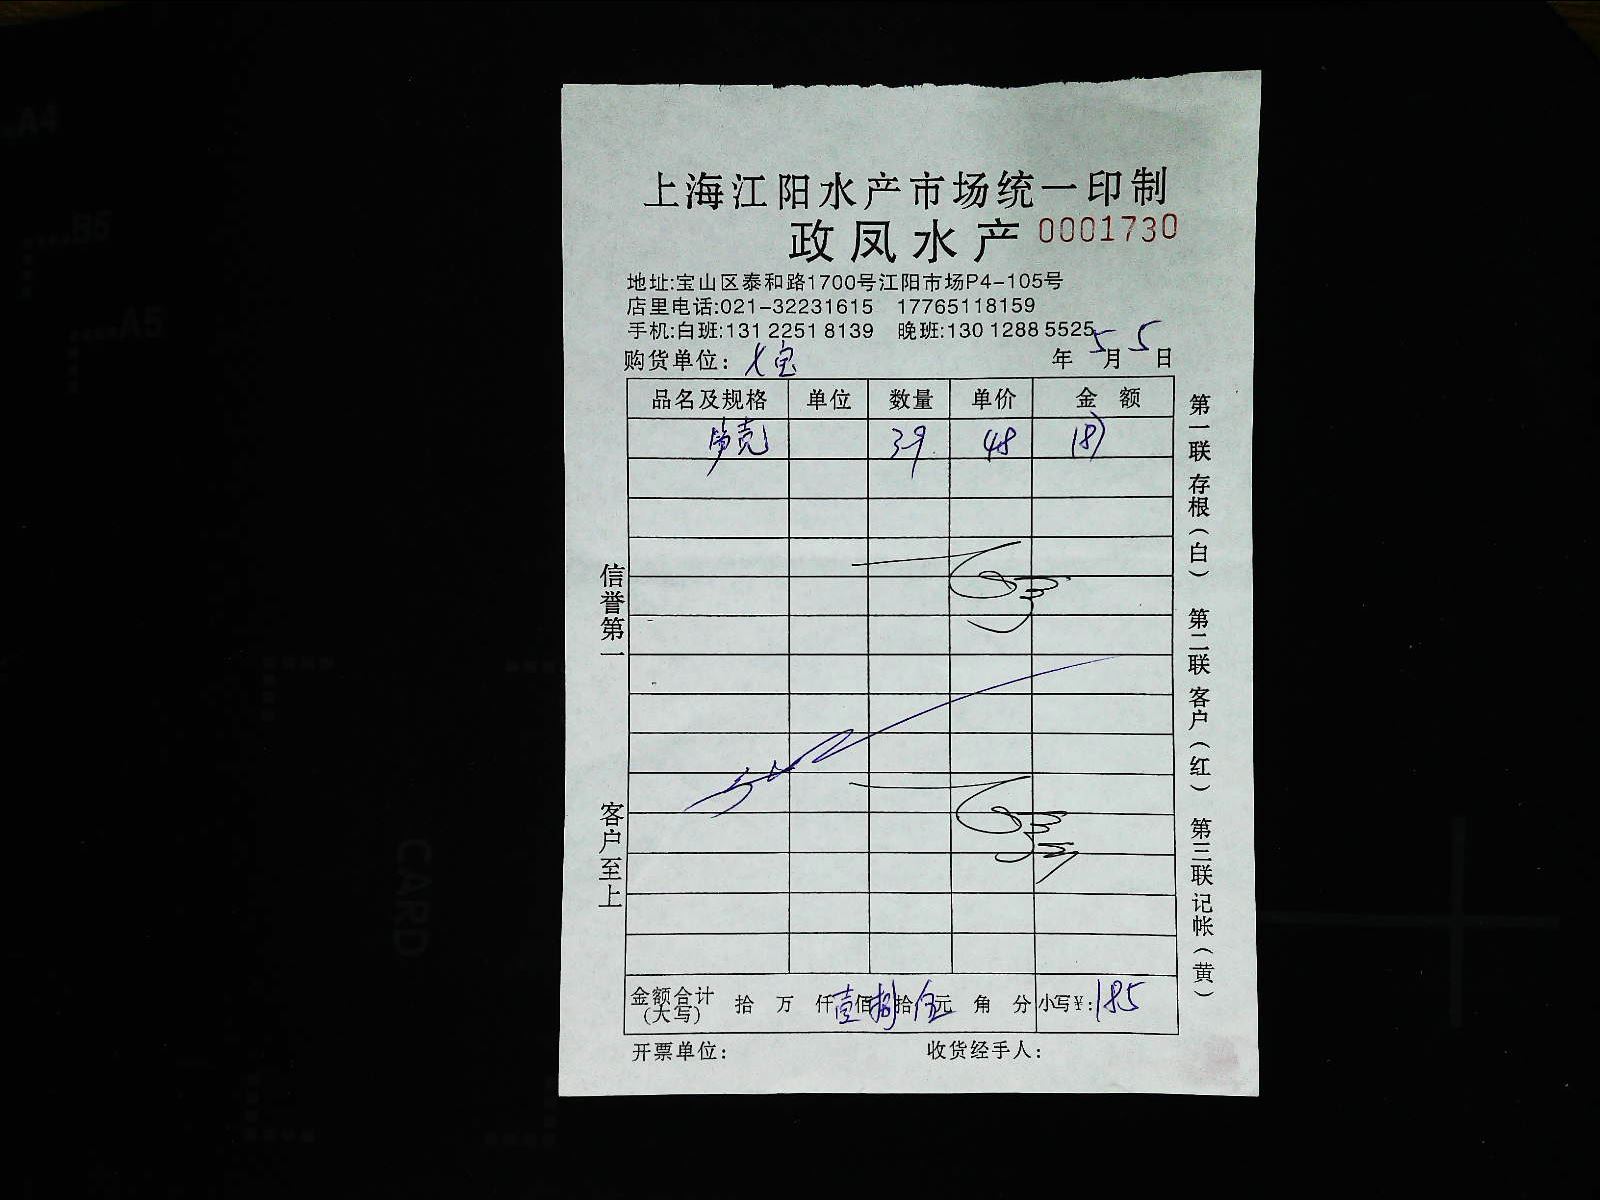 上海江阳水产市场统一印制
政凤水产 0001730
地址:宝山区泰和路1700号江阳市场P4-105号
店里电话:021-32231615 17765118159
手机:白班:131 2251 8139 晚班:130 1288 5525
购货单位: 七宝 年 5 月 5 日
品名及规格 单位 数量 单价 金 额
39 48
信誉第一
客户至上
第一联 存根(白) 第二联 客户(红) 第三联 记帐(黄)
金额合计(大写) 拾 万 仟 壹 佰 捌 拾 伍 元 角 分 小写¥: 185
开票单位: 收货经手人:
A4
B5
A5
CARD